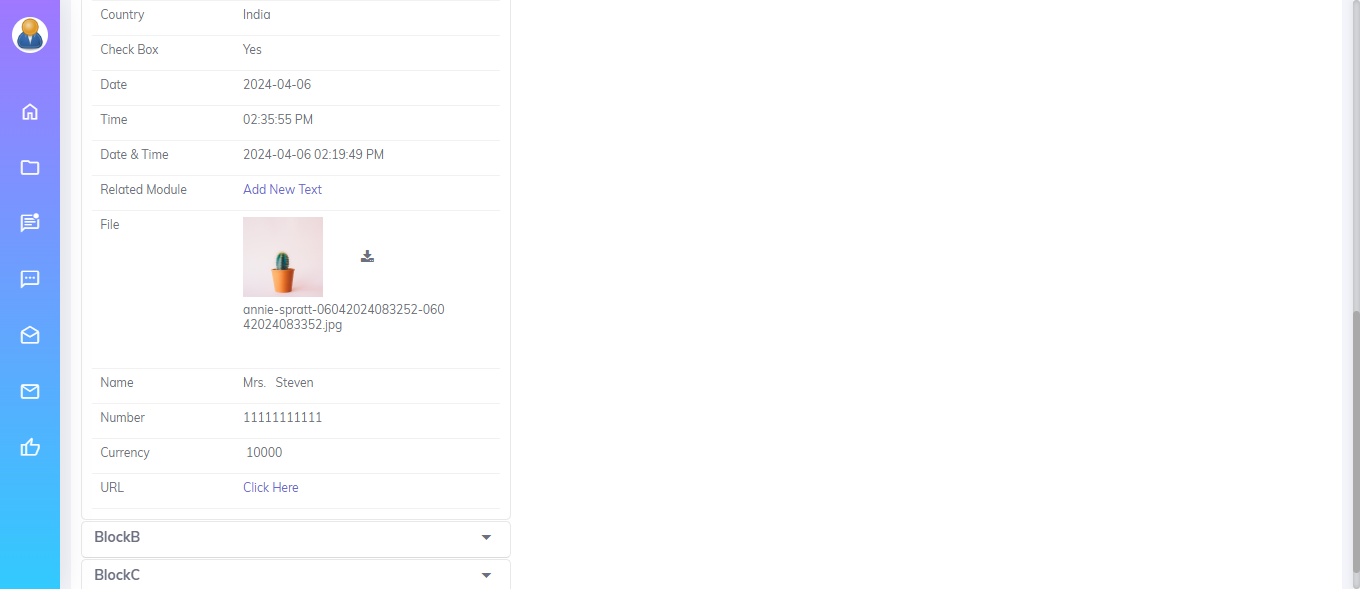 Country India
Check Box Yes
Date 2024-04-06
Time 02:35:55 PM
Date & Time 2024-04-06 02:19:49 PM
Related Module Add New Text
File
annie-spratt-06042024083252-060
42024083352.jpg
Name Mrs. Steven
Number 11111111111
Currency 10000
URL Click Here
BlockB
BlockC